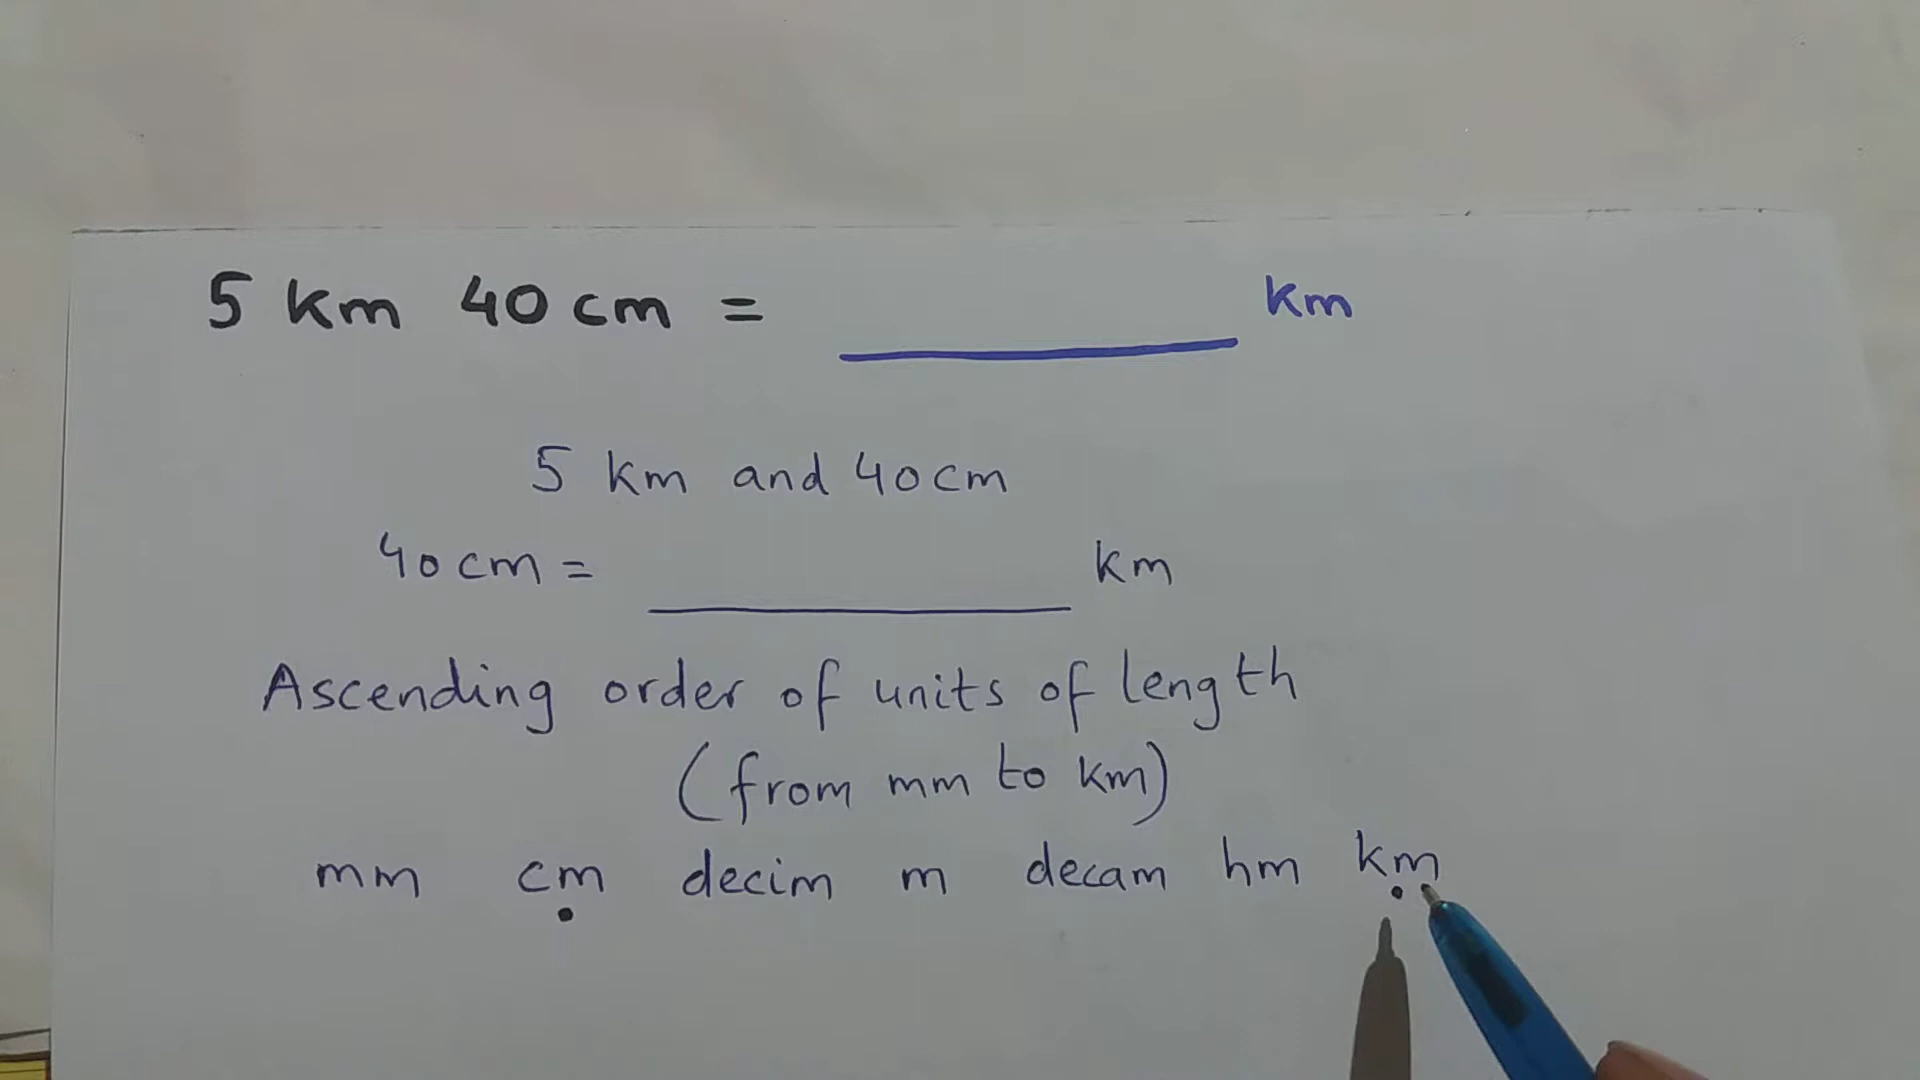 5 km 40 cm = km
5 km and 40 cm
40 cm = km
Ascending order of units of length
(from mm to km)
mm cm decim m decam hm km